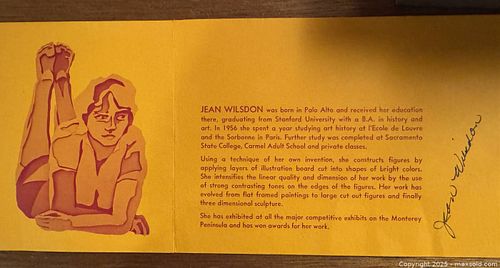 JEAN WILSDON was born in Palo Alto and received her education
there, graduating from Stanford University with a B.A. in history and
art. In 1956 she spent a year studying art history at l'Ecole de Louvre
and the Sorbonne in Paris. Further study was completed at Sacramento
State College, Carmel Adult School and private classes.
Using a technique of her own invention, she constructs figures by
applying layers of illustration board cut into shapes of bright colors.
She intensifies the linear quality and dimension of her work by the use
of strong contrasting tones on the edges of the figures. Her work has
evolved from flat framed paintings to large cut out figures and finally
three dimensional sculpture.
She has exhibited at all the major competitive exhibits on the Monterey
Peninsula and has won awards for her work.
Jean Wilsdon
Copyright 2025 - maxsold.com